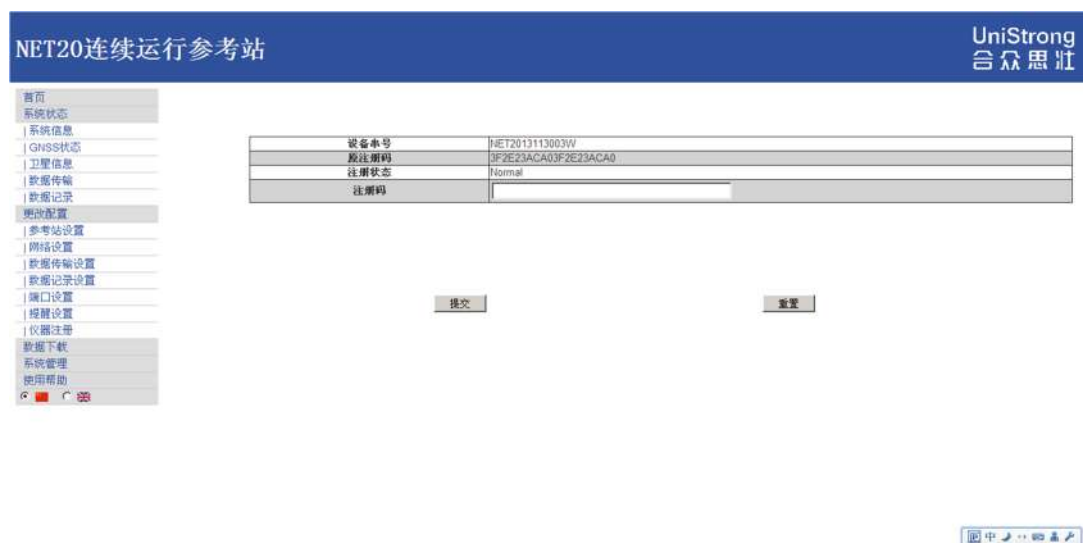 NET20连续运行参考站
UniStrong
合众思壮
首页
系统状态
|系统信息
|GNSS状态
|卫星信息
|数据传输
|数据记录
更改配置
|参考站设置
|网络设置
|数据传输设置
|数据记录设置
|端口设置
|提醒设置
|仪器注册
数据下载
系统管理
使用帮助
设备串号 NET2013113003W
原注册码 3F2E23ACA03F2E23ACA0
注册状态 Normal
注册码
提交 重置
中